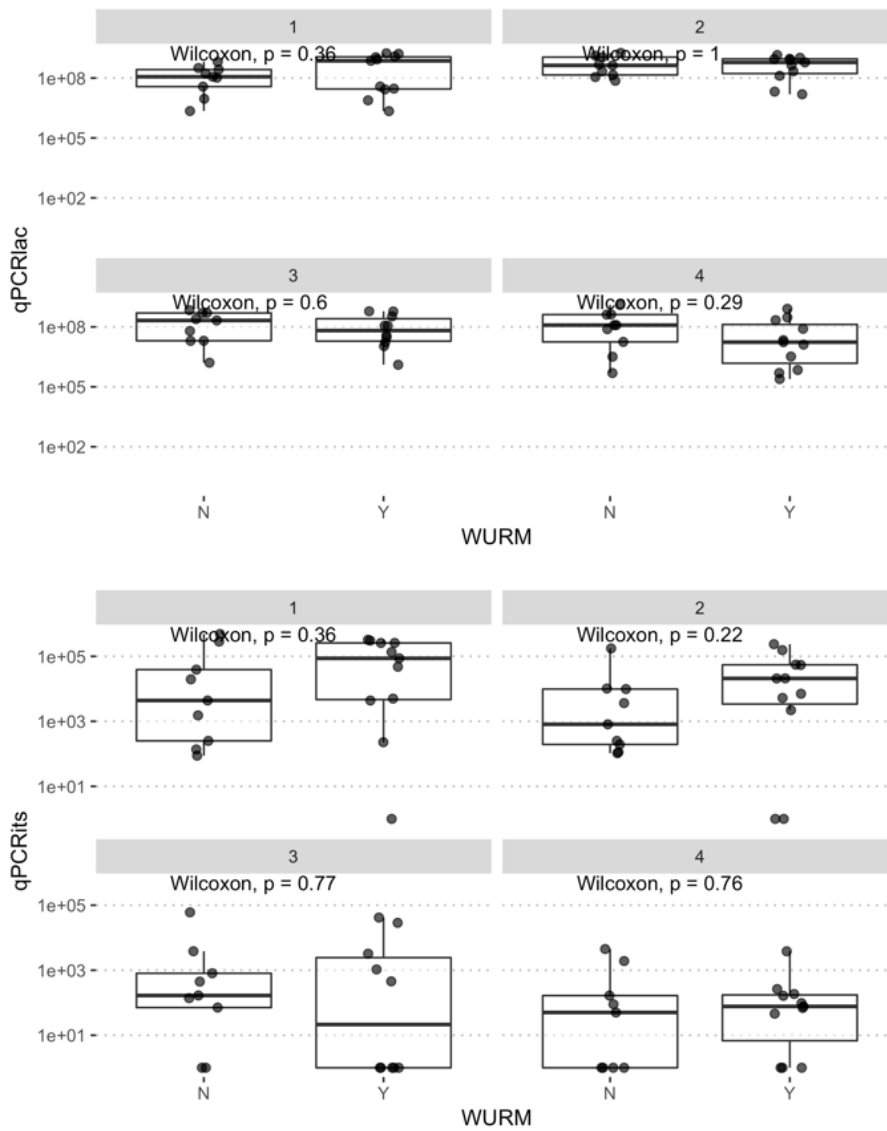 1
2
Wilcoxon, p = 0.36
Wilcoxon, p = 1
1e+08
1e+05
1e+02
qPCRlac
3
4
Wilcoxon, p = 0.6
Wilcoxon, p = 0.29
1e+08
1e+05
1e+02
N
Y
N
Y
WURM
1
2
Wilcoxon, p = 0.36
Wilcoxon, p = 0.22
1e+05
1e+03
1e+01
qPCRits
3
4
Wilcoxon, p = 0.77
Wilcoxon, p = 0.76
1e+05
1e+03
1e+01
N
Y
N
Y
WURM